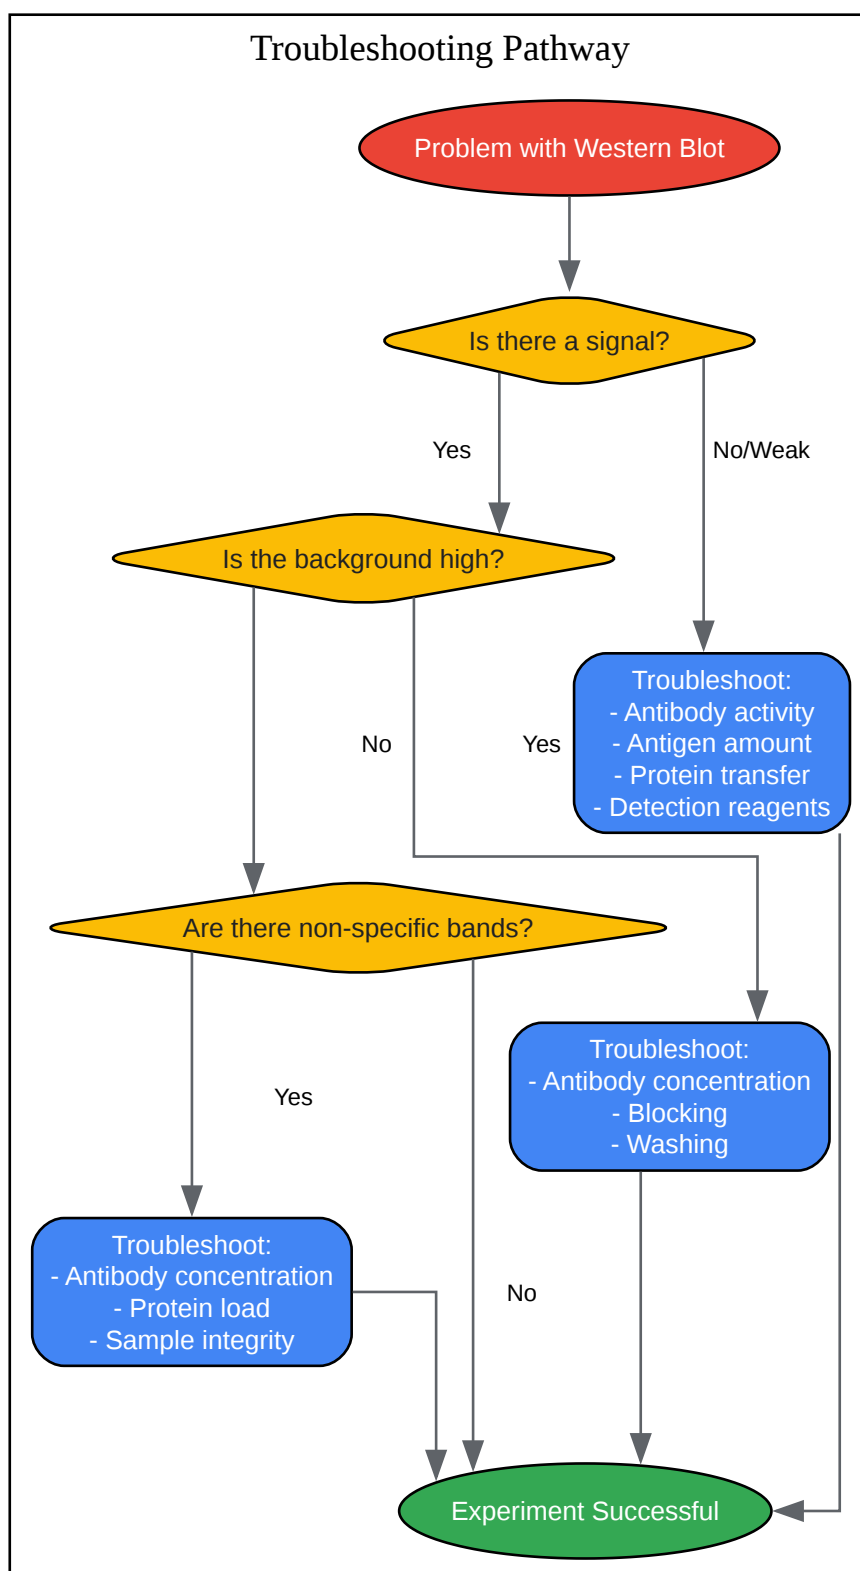 Troubleshooting Pathway
Problem with Western Blot
Is there a signal?
Yes
No/Weak
Is the background high?
Troubleshoot:
- Antibody activity
- Antigen amount
- Protein transfer
- Detection reagents
No
Yes
Are there non-specific bands?
Troubleshoot:
- Antibody concentration
- Blocking
- Washing
Yes
Troubleshoot:
- Antibody concentration
- Protein load
- Sample integrity
No
Experiment Successful